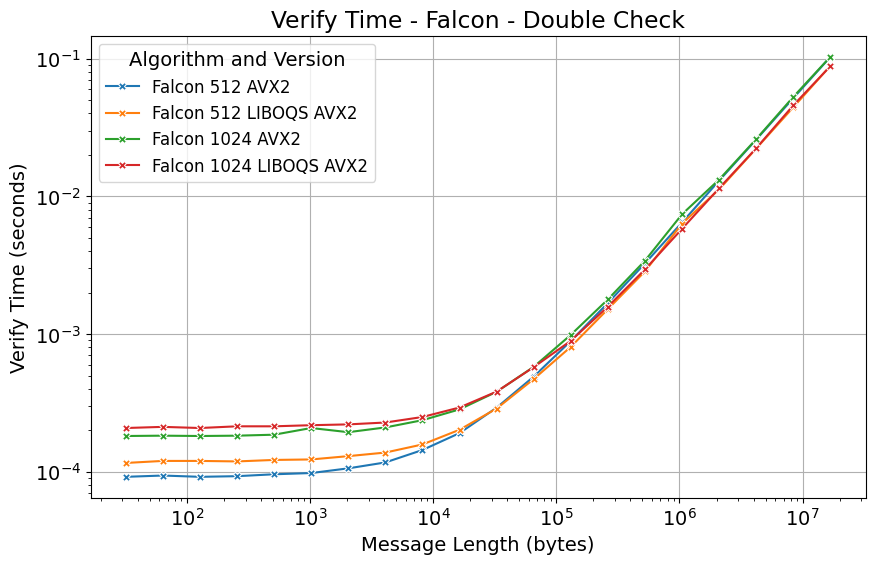 Verify Time - Falcon - Double Check
Algorithm and Version
Falcon 512 AVX2
Falcon 512 LIBOQS AVX2
Falcon 1024 AVX2
Falcon 1024 LIBOQS AVX2
Verify Time (seconds)
10⁻¹
10⁻²
10⁻³
10⁻⁴
10² 10³ 10⁴ 10⁵ 10⁶ 10⁷
Message Length (bytes)